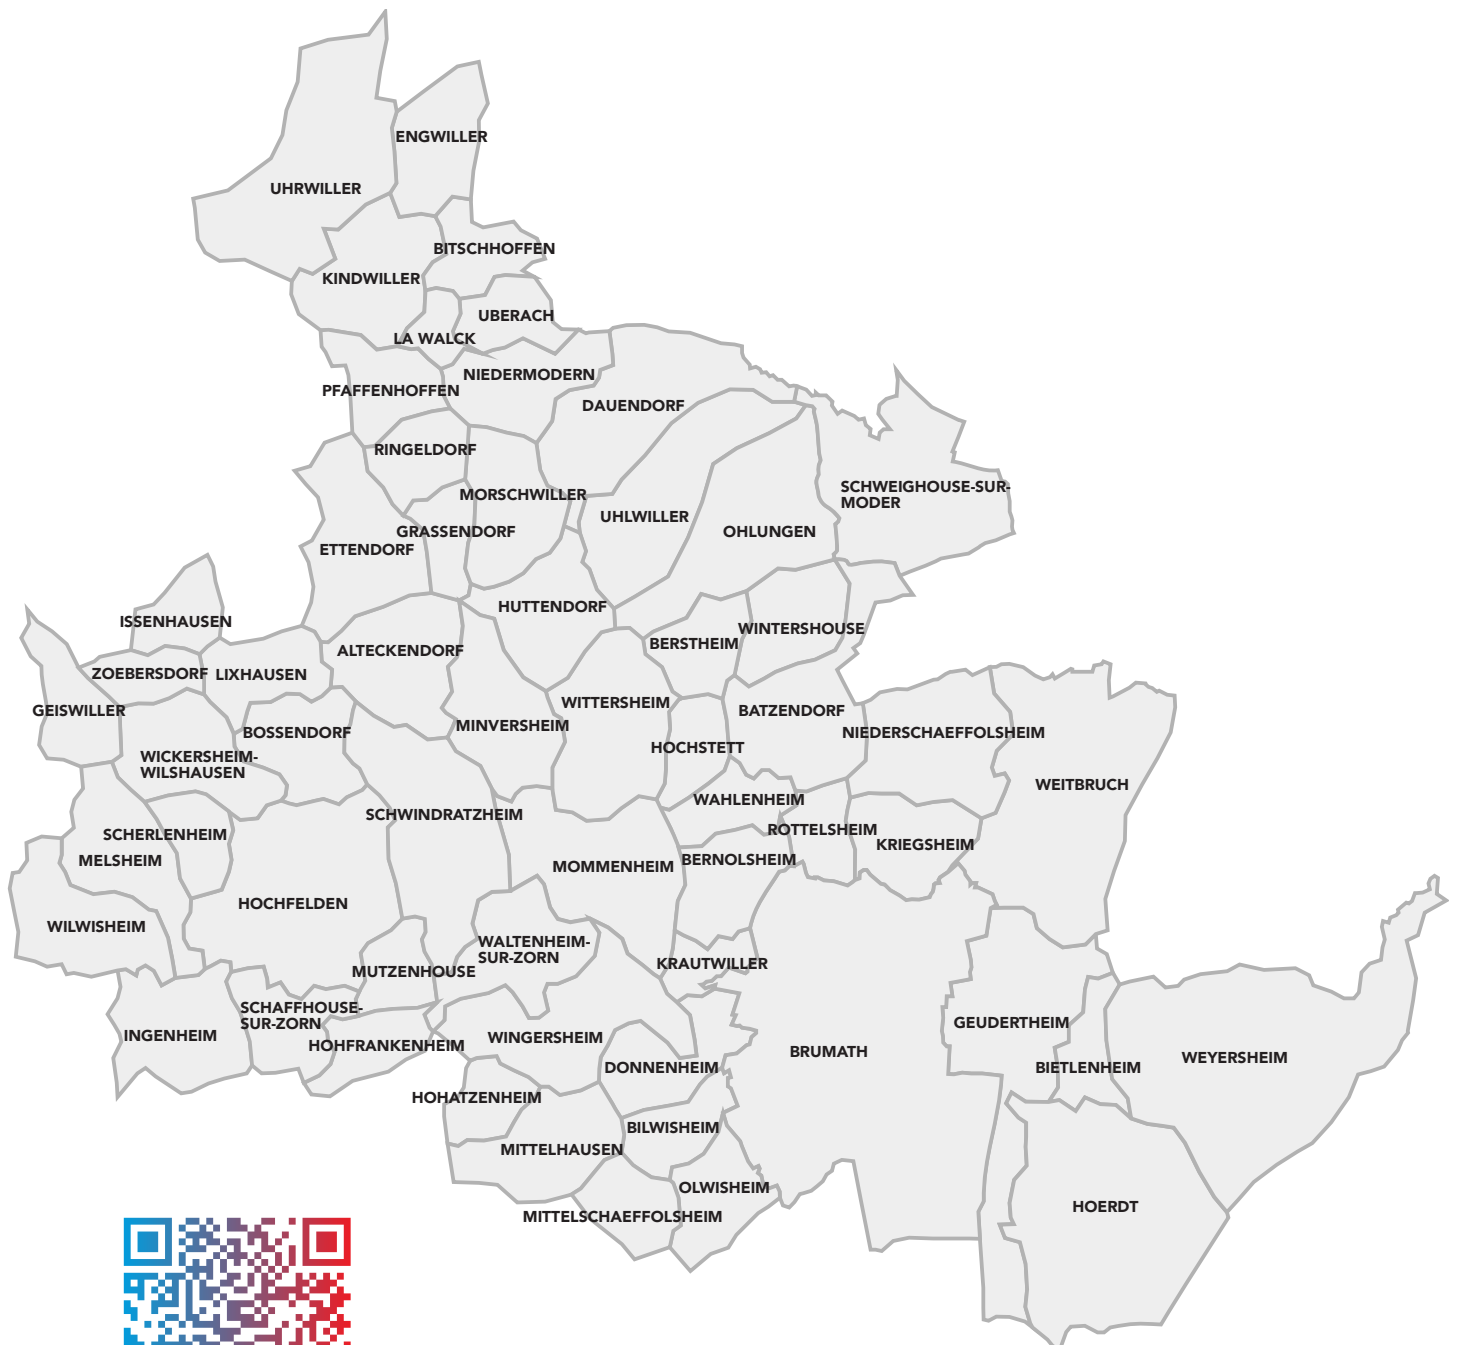 ENGWILLER
UHRWILLER
BITSCHHOFFEN
KINDWILLER
UBERACH
LA WALCK
NIEDERMODERN
PFAFFENHOFFEN
DAUENDORF
RINGELDORF
SCHWEIGHOUSE-SUR-
MODER
MORSCHWILLER
UHLWILLER
GRASSENDORF
OHLUNGEN
ETTENDORF
HUTTENDORF
ISSENHAUSEN
WINTERSHOUSE
BERSTHEIM
ALTECKENDORF
ZOEBERSDORF
LIXHAUSEN
WITTERSHEIM
GEISWILLER
BATZENDORF
MINVERSHEIM
BOSSENDORF
NIEDERSCHAEFFOLSHEIM
HOCHSTETT
WICKERSHEIM-
WILSHAUSEN
WEITBRUCH
WAHLENHEIM
SCHWINDRATZHEIM
ROTTELSHEIM
SCHERLENHEIM
KRIEGSHEIM
MELSHEIM
BERNOLSHEIM
MOMMENHEIM
HOCHFELDEN
WILWISHEIM
WALTENHEIM-
SUR-ZORN
KRAUTWILLER
MUTZENHOUSE
SCHAFFHOUSE-
SUR-ZORN
GEUDERTHEIM
INGENHEIM
WINGERSHEIM
HOHFRANKENHEIM
BRUMATH
WEYERSHEIM
DONNENHEIM
BIETLENHEIM
HOHATZENHEIM
BILWISHEIM
MITTELHAUSEN
OLWISHEIM
HOERDT
MITTELSCHAEFFOLSHEIM